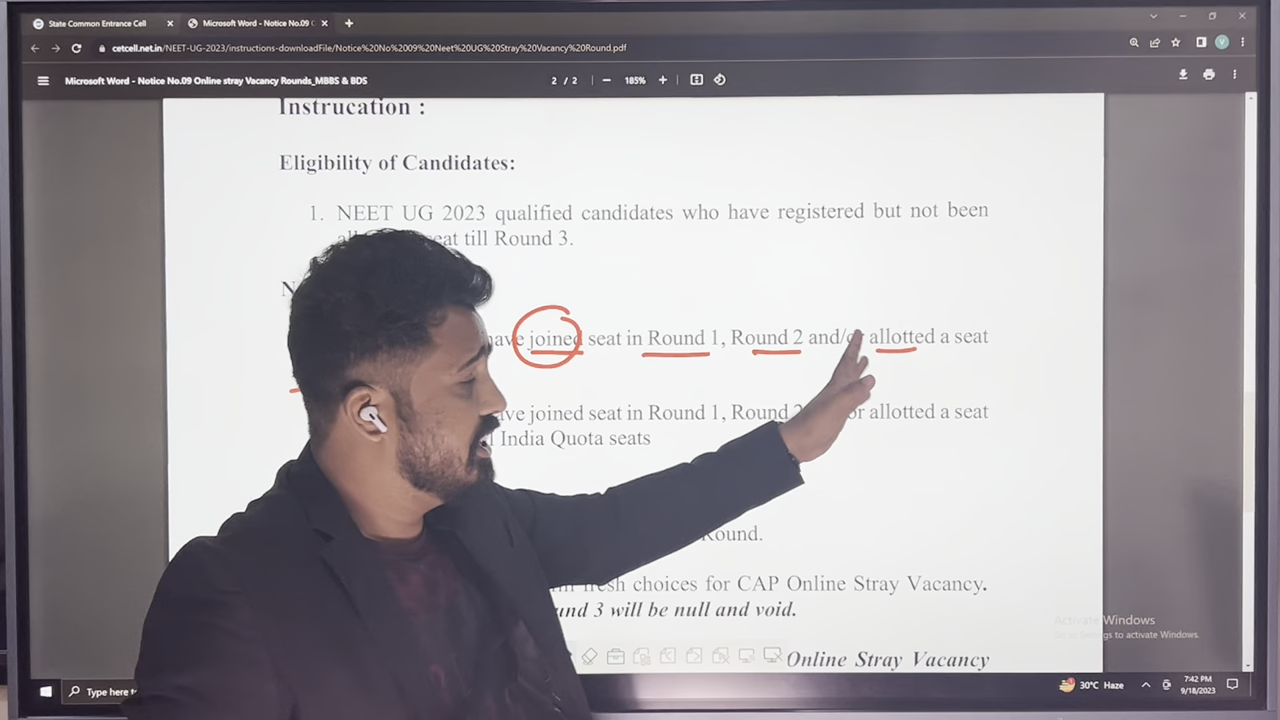 State Common Entrance Cell
Microsoft Word - Notice No.09
cetcell.net.in/NEET-UG-2023/instructions-downloadFile/Notice%20No%2009%20Neet%20UG%20Stray%20Vacancy%20Round.pdf
Microsoft Word - Notice No.09 Online stray Vacancy Rounds_MBBS & BDS
2 / 2
185%
Instrucation :
Eligibility of Candidates:
1. NEET UG 2023 qualified candidates who have registered but not been
seat till Round 3.
have joined seat in Round 1, Round 2 and/or allotted a seat
joined seat in Round 1, Round allotted a seat
India Quota seats
Round.
fresh choices for CAP Online Stray Vacancy.
3 will be null and void.
Online Stray Vacancy
Activate Windows
to activate Windows.
Type here
30°C Haze
7:42 PM
9/18/2023